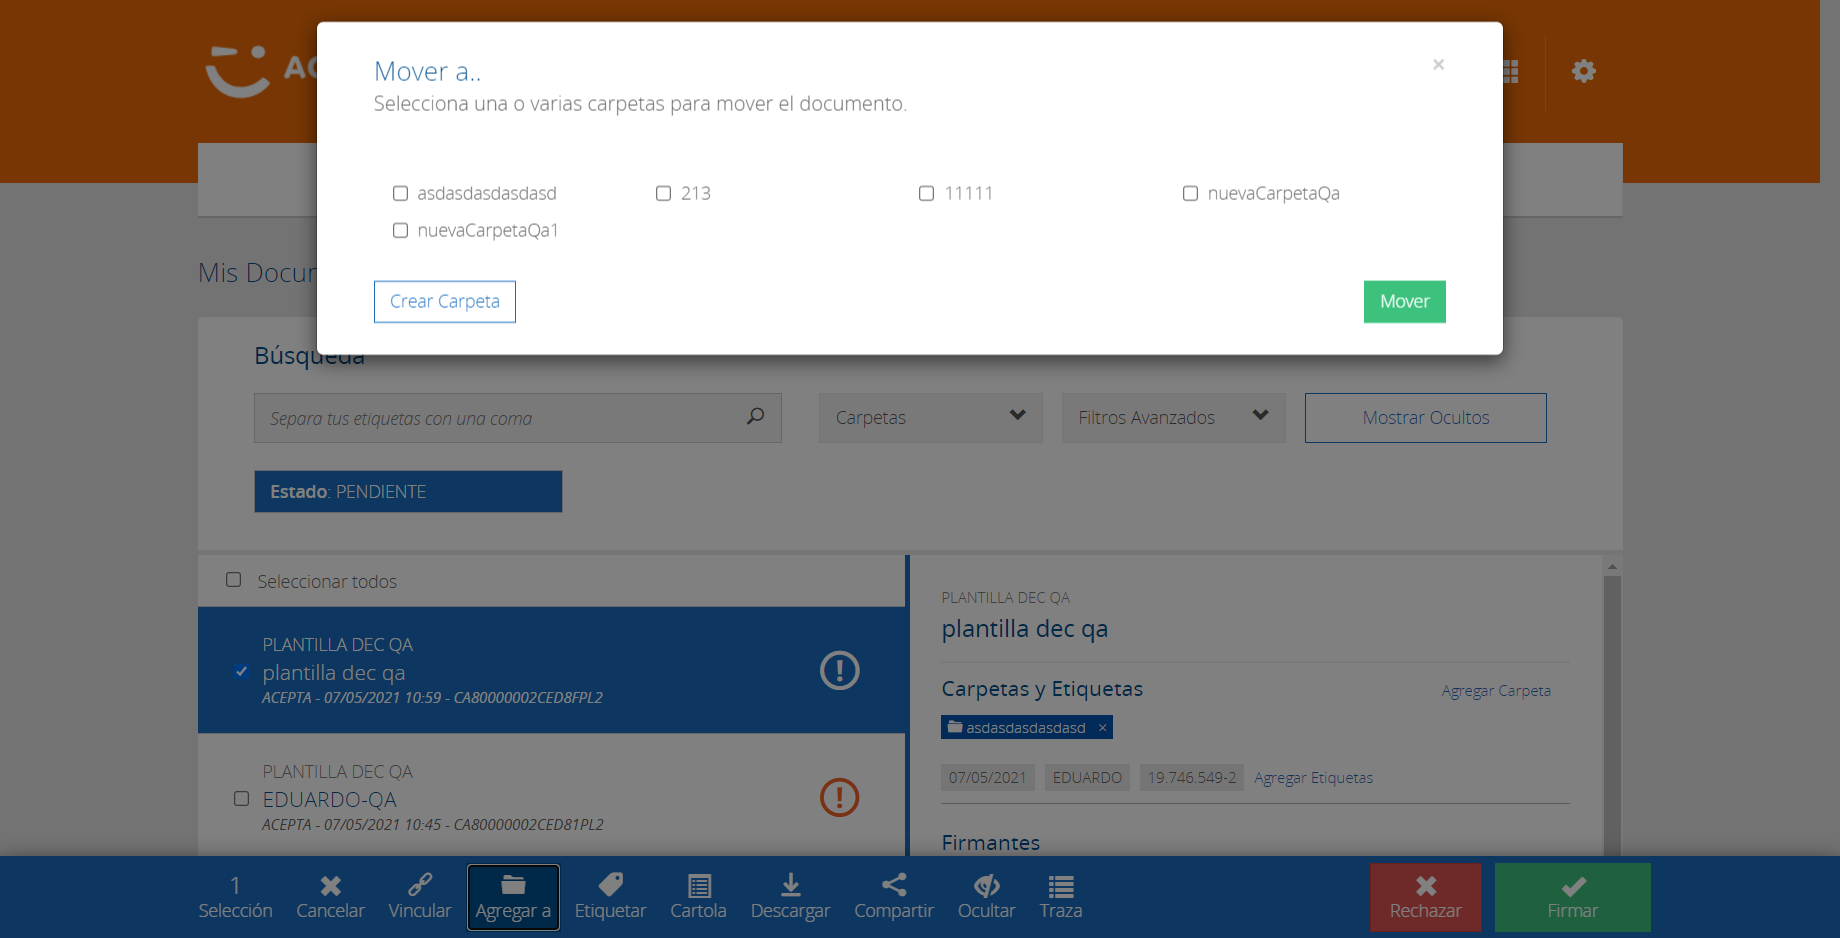 AC
Mover a..
×
Selecciona una o varias carpetas para mover el documento.
asdasdasdasdasd
213
11111
nuevaCarpetaQa
nuevaCarpetaQa1
Crear Carpeta
Mover
Mis Docum
Búsqueda
Separa tus etiquetas con una coma
Carpetas
Filtros Avanzados
Mostrar Ocultos
Estado: PENDIENTE
Seleccionar todos
PLANTILLA DEC QA
plantilla dec qa
ACEPTA - 07/05/2021 10:59 - CA80000002CED8FPL2
PLANTILLA DEC QA
EDUARDO-QA
ACEPTA - 07/05/2021 10:45 - CA80000002CED81PL2
PLANTILLA DEC QA
plantilla dec qa
Carpetas y Etiquetas
Agregar Carpeta
asdasdasdasdasd ×
07/05/2021
EDUARDO
19.746.549-2
Agregar Etiquetas
Firmantes
1
Selección
Cancelar
Vincular
Agregar a
Etiquetar
Cartola
Descargar
Compartir
Ocultar
Traza
Rechazar
Firmar